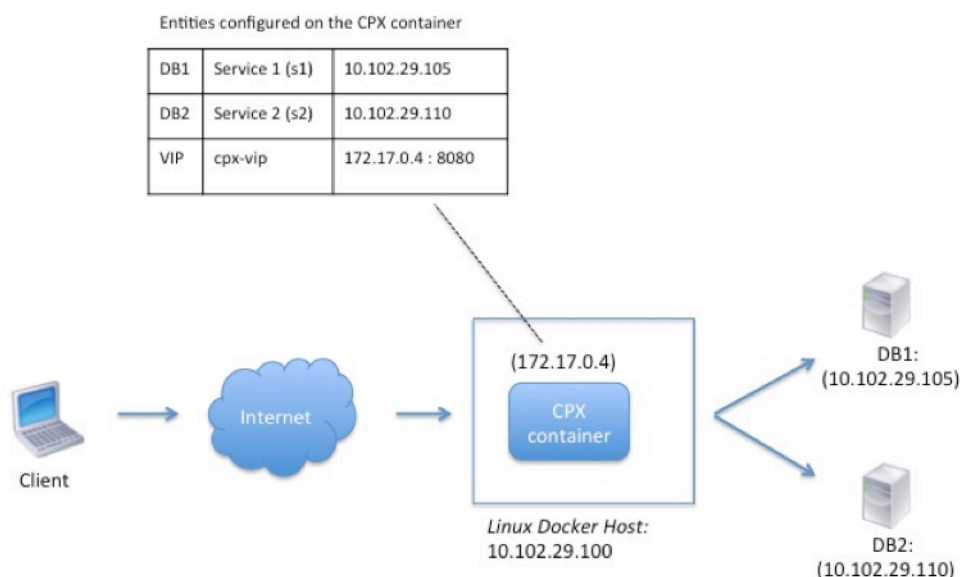 Entities configured on the CPX container
DB1 Service 1 (s1) 10.102.29.105
DB2 Service 2 (s2) 10.102.29.110
VIP cpx-vip 172.17.0.4 : 8080
(172.17.0.4)
CPX
container
Internet
Client
Linux Docker Host:
10.102.29.100
DB1:
(10.102.29.105)
DB2:
(10.102.29.110)